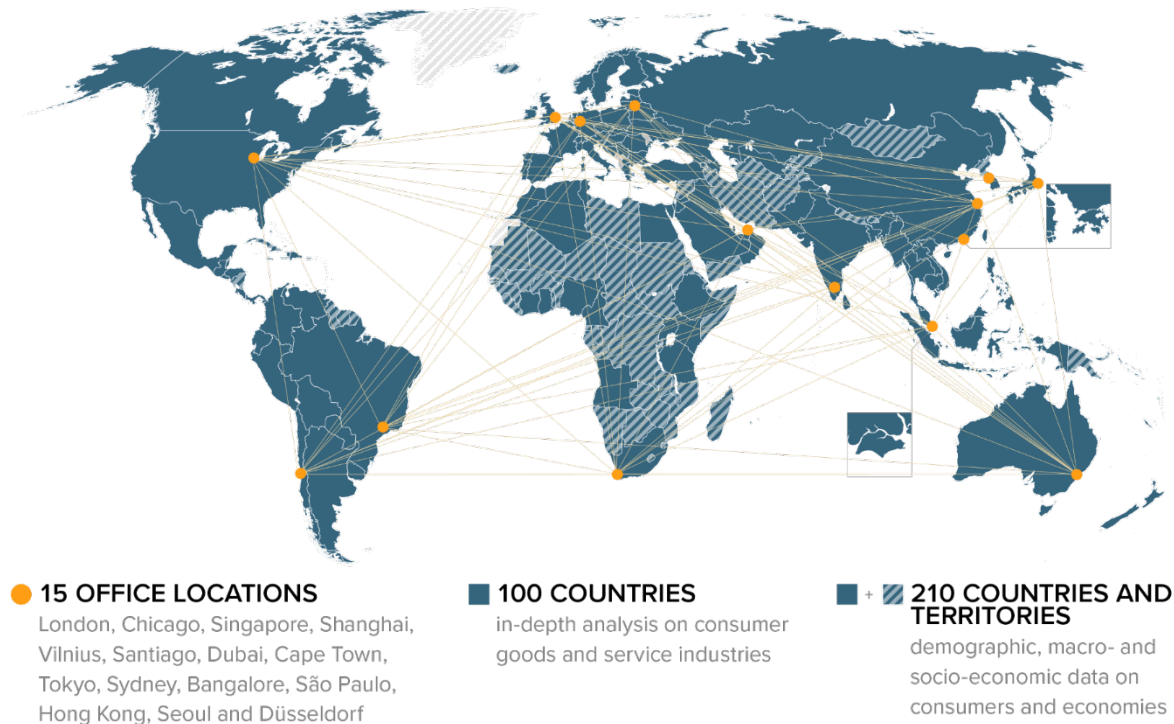 15 OFFICE LOCATIONS
London, Chicago, Singapore, Shanghai,
Vilnius, Santiago, Dubai, Cape Town,
Tokyo, Sydney, Bangalore, São Paulo,
Hong Kong, Seoul and Düsseldorf
100 COUNTRIES
in-depth analysis on consumer
goods and service industries
+
210 COUNTRIES AND
TERRITORIES
demographic, macro- and
socio-economic data on
consumers and economies